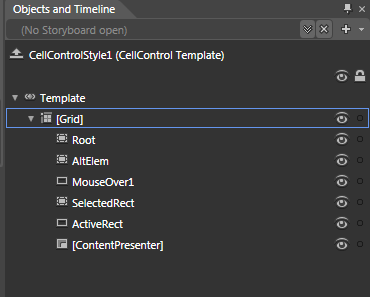 Objects and Timeline
(No Storyboard open)
CellControlStyle1 (CellControl Template)
Template
[Grid]
Root
AltElem
MouseOver1
SelectedRect
ActiveRect
[ContentPresenter]